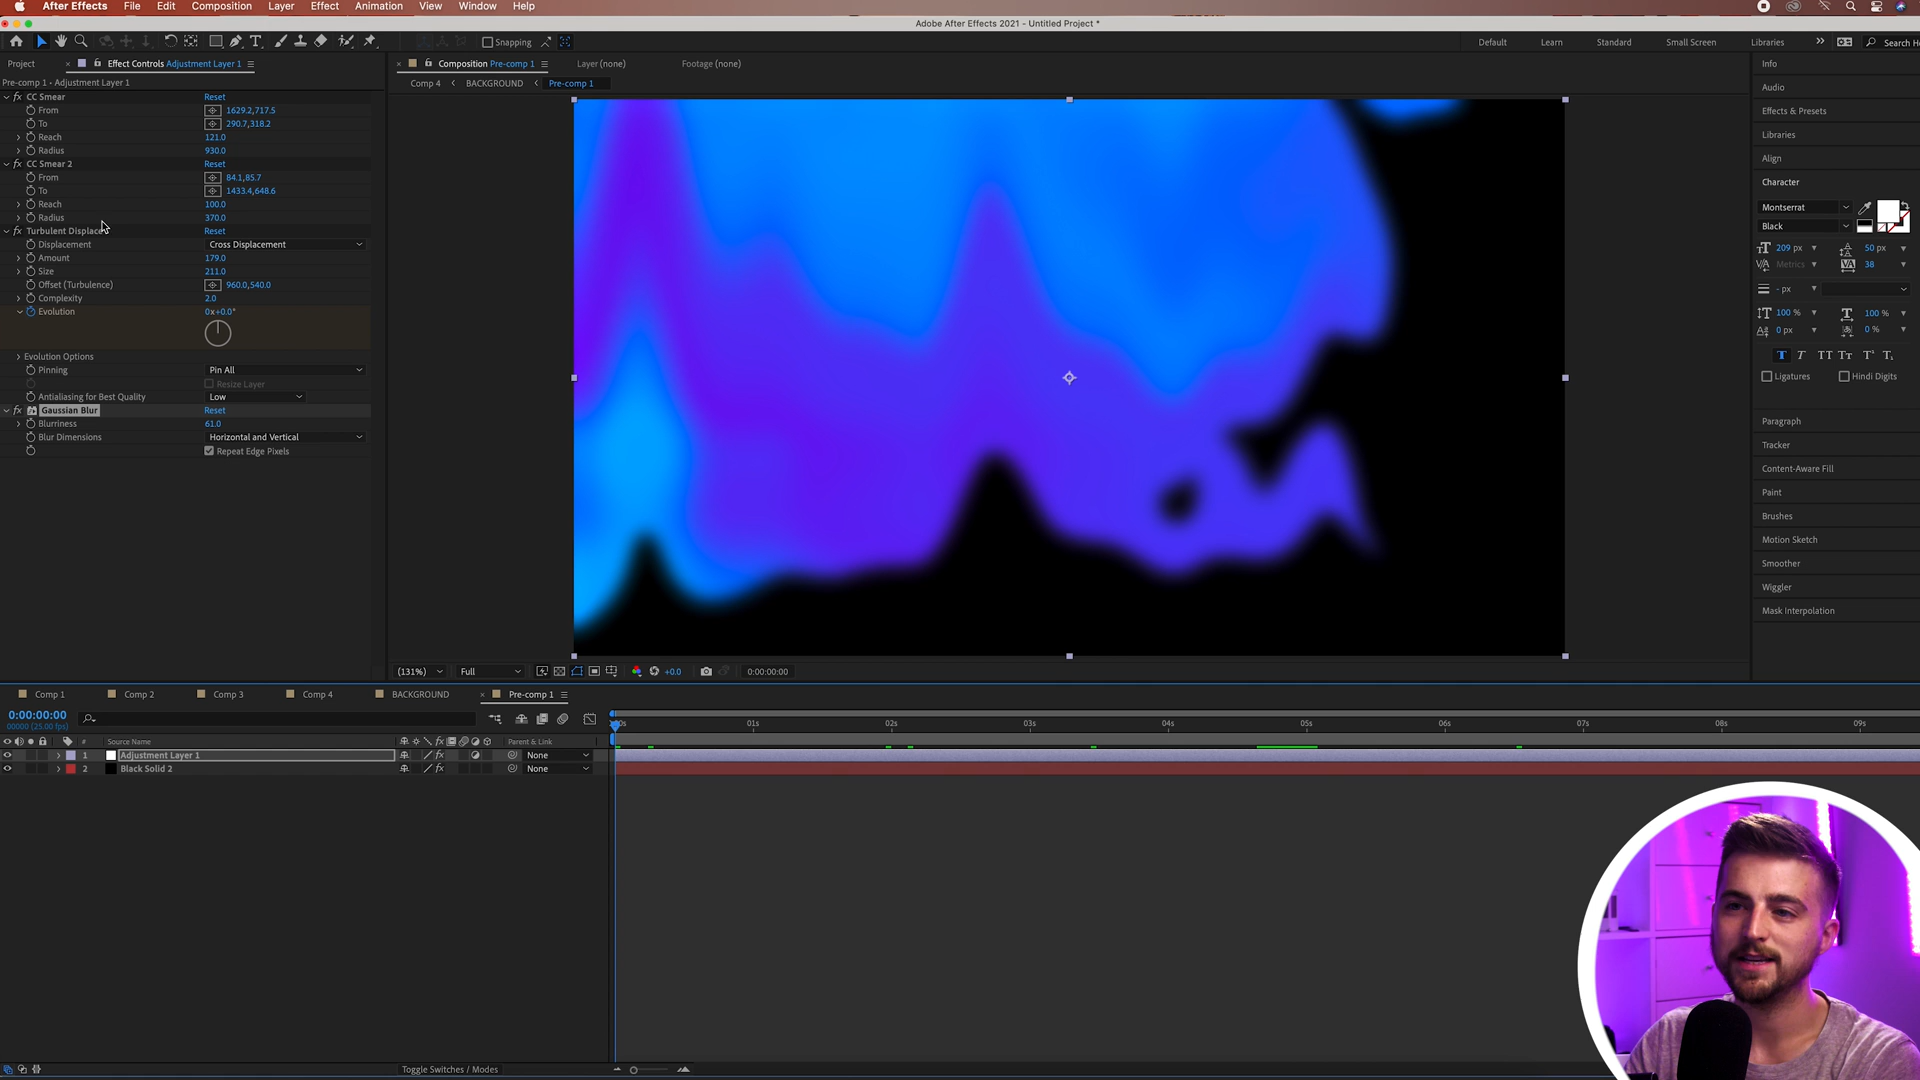 After Effects File Edit Composition Layer Effect Animation View Window Help
Adobe After Effects 2021 - Untitled Project *
Snapping
Default Learn Standard Small Screen Libraries Search H
Project Effect Controls Adjustment Layer 1
Composition Pre-comp 1 Layer (none) Footage (none)
Pre-comp 1 • Adjustment Layer 1
Comp 4 BACKGROUND Pre-comp 1
CC Smear Reset
From 1629.2,717.5
To 290.7,318.2
Reach 121.0
Radius 930.0
CC Smear 2 Reset
From 84.1,85.7
To 1433.4,648.6
Reach 100.0
Radius 370.0
Turbulent Displace Reset
Displacement Cross Displacement
Amount 179.0
Size 211.0
Offset (Turbulence) 960.0,540.0
Complexity 2.0
Evolution 0x+0.0°
Evolution Options
Pinning Pin All
Resize Layer
Antialiasing for Best Quality Low
Gaussian Blur Reset
Blurriness 61.0
Blur Dimensions Horizontal and Vertical
Repeat Edge Pixels
(131%) Full +0.0 0:00:00:00
Info
Audio
Effects & Presets
Libraries
Align
Character
Montserrat
Black
209 px 50 px
Metrics 38
- px
100 % 100 %
0 px 0 %
Ligatures Hindi Digits
Paragraph
Tracker
Content-Aware Fill
Paint
Brushes
Motion Sketch
Smoother
Wiggler
Mask Interpolation
Comp 1 Comp 2 Comp 3 Comp 4 BACKGROUND Pre-comp 1
0:00:00:00
00000 (25.00 fps)
01s 02s 03s 04s 05s 06s 07s 08s 09s
# Source Name Parent & Link
1 Adjustment Layer 1 None
2 Black Solid 2 None
Toggle Switches / Modes